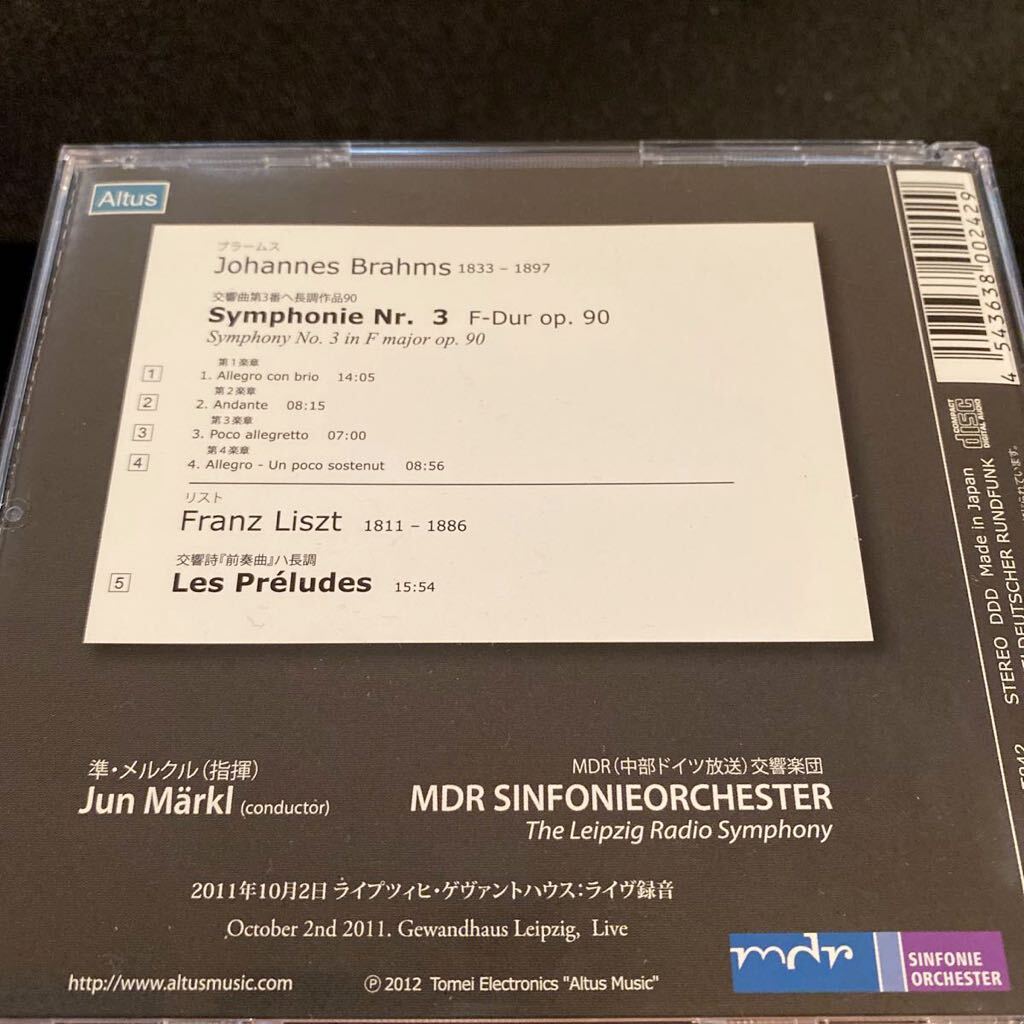 Altus
ブラームス
Johannes Brahms 1833 – 1897
交響曲第3番ヘ長調作品90
Symphonie Nr. 3 F-Dur op. 90
Symphony No. 3 in F major op. 90
第1楽章
1 1. Allegro con brio 14:05
第2楽章
2 2. Andante 08:15
第3楽章
3 3. Poco allegretto 07:00
第4楽章
4 4. Allegro - Un poco sostenut 08:56
リスト
Franz Liszt 1811 – 1886
交響詩『前奏曲』ハ長調
5 Les Préludes 15:54
準・メルクル（指揮）
Jun Märkl (conductor)
MDR（中部ドイツ放送）交響楽団
MDR SINFONIEORCHESTER
The Leipzig Radio Symphony
2011年10月2日 ライプツィヒ・ゲヴァントハウス：ライヴ録音
October 2nd 2011. Gewandhaus Leipzig, Live
http://www.altusmusic.com
℗ 2012 Tomei Electronics "Altus Music"
mdr SINFONIE
ORCHESTER
4 543638 002429
COMPACT
disc
DIGITAL AUDIO
STEREO DDD Made in Japan
RUNDFUNK